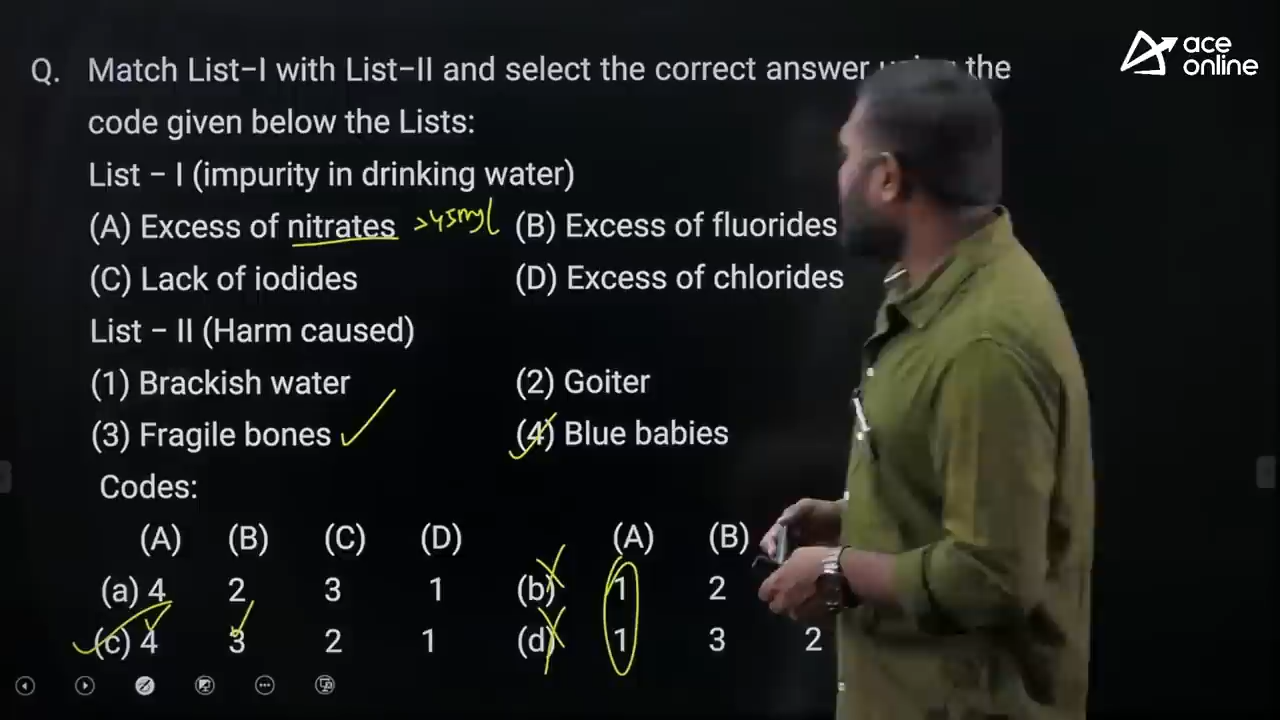 ace
online
Q. Match List-I with List-II and select the correct answer the
code given below the Lists:
List - I (impurity in drinking water)
(A) Excess of nitrates >45mg/l (B) Excess of fluorides
(C) Lack of iodides (D) Excess of chlorides
List - II (Harm caused)
(1) Brackish water (2) Goiter
(3) Fragile bones (4) Blue babies
Codes:
(A) (B) (C) (D) (A) (B)
(a) 4 2 3 1 (b) 1 2
(c) 4 3 2 1 (d) 1 3 2